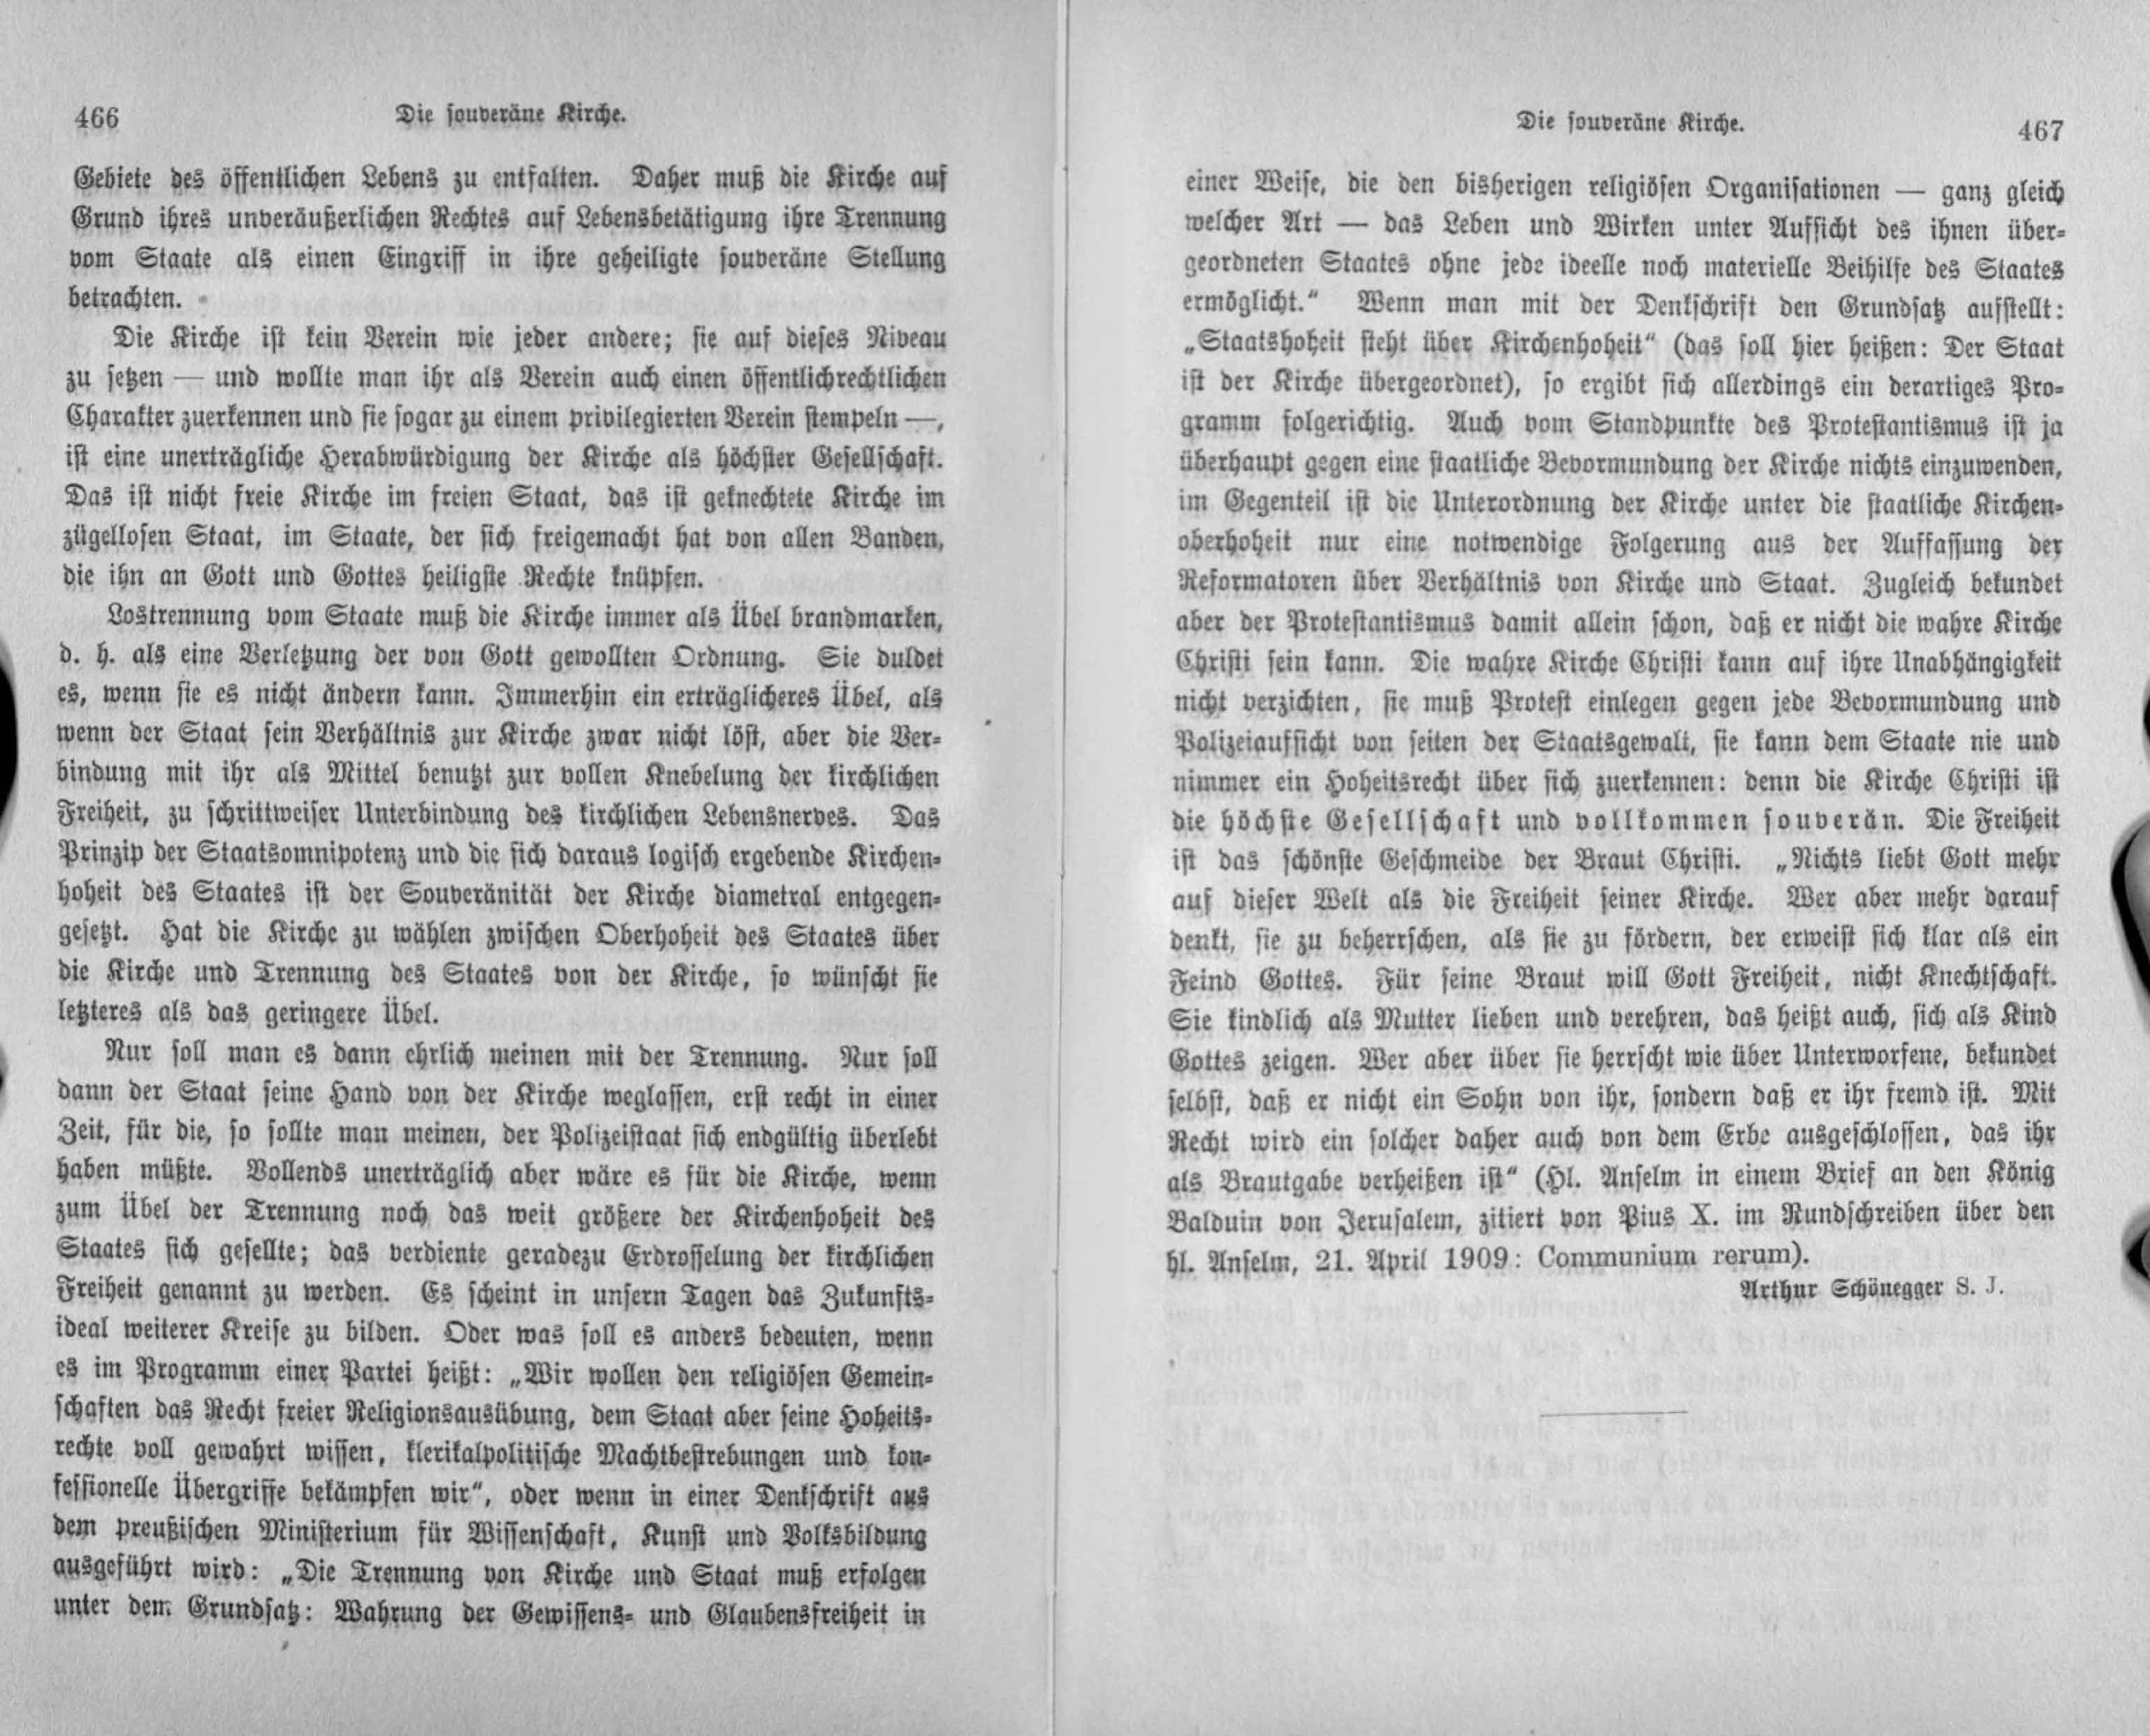 466
Die souveräne Kirche.
Gebiete des öffentlichen Lebens zu entfalten. Daher muß die Kirche auf
Grund ihres unveräußerlichen Rechtes auf Lebensbetätigung ihre Trennung
vom Staate als einen Eingriff in ihre geheiligte souveräne Stellung
betrachten.
Die Kirche ist kein Verein wie jeder andere; sie auf dieses Niveau
zu setzen — und wollte man ihr als Verein auch einen öffentlichrechtlichen
Charakter zuerkennen und sie sogar zu einem privilegierten Verein stempeln —,
ist eine unerträgliche Herabwürdigung der Kirche als höchster Gesellschaft.
Das ist nicht freie Kirche im freien Staat, das ist geknechtete Kirche im
zügellosen Staat, im Staate, der sich freigemacht hat von allen Banden,
die ihn an Gott und Gottes heiligste Rechte knüpfen.
Lostrennung vom Staate muß die Kirche immer als Übel brandmarken,
d. h. als eine Verletzung der von Gott gewollten Ordnung. Sie duldet
es, wenn sie es nicht ändern kann. Immerhin ein erträglicheres Übel, als
wenn der Staat sein Verhältnis zur Kirche zwar nicht löst, aber die Ver-
bindung mit ihr als Mittel benutzt zur vollen Knebelung der kirchlichen
Freiheit, zu schrittweiser Unterbindung des kirchlichen Lebensnerves. Das
Prinzip der Staatsomnipotenz und die sich daraus logisch ergebende Kirchen-
hoheit des Staates ist der Souveränität der Kirche diametral entgegen-
gesetzt. Hat die Kirche zu wählen zwischen Oberhoheit des Staates über
die Kirche und Trennung des Staates von der Kirche, so wünscht sie
letzteres als das geringere Übel.
Nur soll man es dann ehrlich meinen mit der Trennung. Nur soll
dann der Staat seine Hand von der Kirche weglassen, erst recht in einer
Zeit, für die, so sollte man meinen, der Polizeistaat sich endgültig überlebt
haben müßte. Vollends unerträglich aber wäre es für die Kirche, wenn
zum Übel der Trennung noch das weit größere der Kirchenhoheit des
Staates sich gesellte; das verdiente geradezu Erdrosselung der kirchlichen
Freiheit genannt zu werden. Es scheint in unsern Tagen das Zukunfts-
ideal weiterer Kreise zu bilden. Oder was soll es anders bedeuten, wenn
es im Programm einer Partei heißt: „Wir wollen den religiösen Gemein-
schaften das Recht freier Religionsausübung, dem Staat aber seine Hoheits-
rechte voll gewahrt wissen, klerikalpolitische Machtbestrebungen und kon-
fessionelle Übergriffe bekämpfen wir“, oder wenn in einer Denkschrift aus
dem preußischen Ministerium für Wissenschaft, Kunst und Volksbildung
ausgeführt wird: „Die Trennung von Kirche und Staat muß erfolgen
unter dem Grundsatz: Wahrung der Gewissens- und Glaubensfreiheit in
Die souveräne Kirche.
467
einer Weise, die den bisherigen religiösen Organisationen — ganz gleich
welcher Art — das Leben und Wirken unter Aufsicht des ihnen über-
geordneten Staates ohne jede ideelle noch materielle Beihilfe des Staates
ermöglicht.“ Wenn man mit der Denkschrift den Grundsatz aufstellt:
„Staatshoheit steht über Kirchenhoheit“ (das soll hier heißen: Der Staat
ist der Kirche übergeordnet), so ergibt sich allerdings ein derartiges Pro-
gramm folgerichtig. Auch vom Standpunkte des Protestantismus ist ja
überhaupt gegen eine staatliche Bevormundung der Kirche nichts einzuwenden,
im Gegenteil ist die Unterordnung der Kirche unter die staatliche Kirchen-
oberhoheit nur eine notwendige Folgerung aus der Auffassung der
Reformatoren über Verhältnis von Kirche und Staat. Zugleich bekundet
aber der Protestantismus damit allein schon, daß er nicht die wahre Kirche
Christi sein kann. Die wahre Kirche Christi kann auf ihre Unabhängigkeit
nicht verzichten, sie muß Protest einlegen gegen jede Bevormundung und
Polizeiaufsicht von seiten der Staatsgewalt, sie kann dem Staate nie und
nimmer ein Hoheitsrecht über sich zuerkennen: denn die Kirche Christi ist
die höchste Gesellschaft und vollkommen souverän. Die Freiheit
ist das schönste Geschmeide der Braut Christi. „Nichts liebt Gott mehr
auf dieser Welt als die Freiheit seiner Kirche. Wer aber mehr darauf
denkt, sie zu beherrschen, als sie zu fördern, der erweist sich klar als ein
Feind Gottes. Für seine Braut will Gott Freiheit, nicht Knechtschaft.
Sie kindlich als Mutter lieben und verehren, das heißt auch, sich als Kind
Gottes zeigen. Wer aber über sie herrscht wie über Unterworfene, bekundet
selbst, daß er nicht ein Sohn von ihr, sondern daß er ihr fremd ist. Mit
Recht wird ein solcher daher auch von dem Erbe ausgeschlossen, das ihr
als Brautgabe verheißen ist“ (Hl. Anselm in einem Brief an den König
Balduin von Jerusalem, zitiert von Pius X. im Rundschreiben über den
hl. Anselm, 21. April 1909: Communium rerum).
Arthur Schönegger S. J.